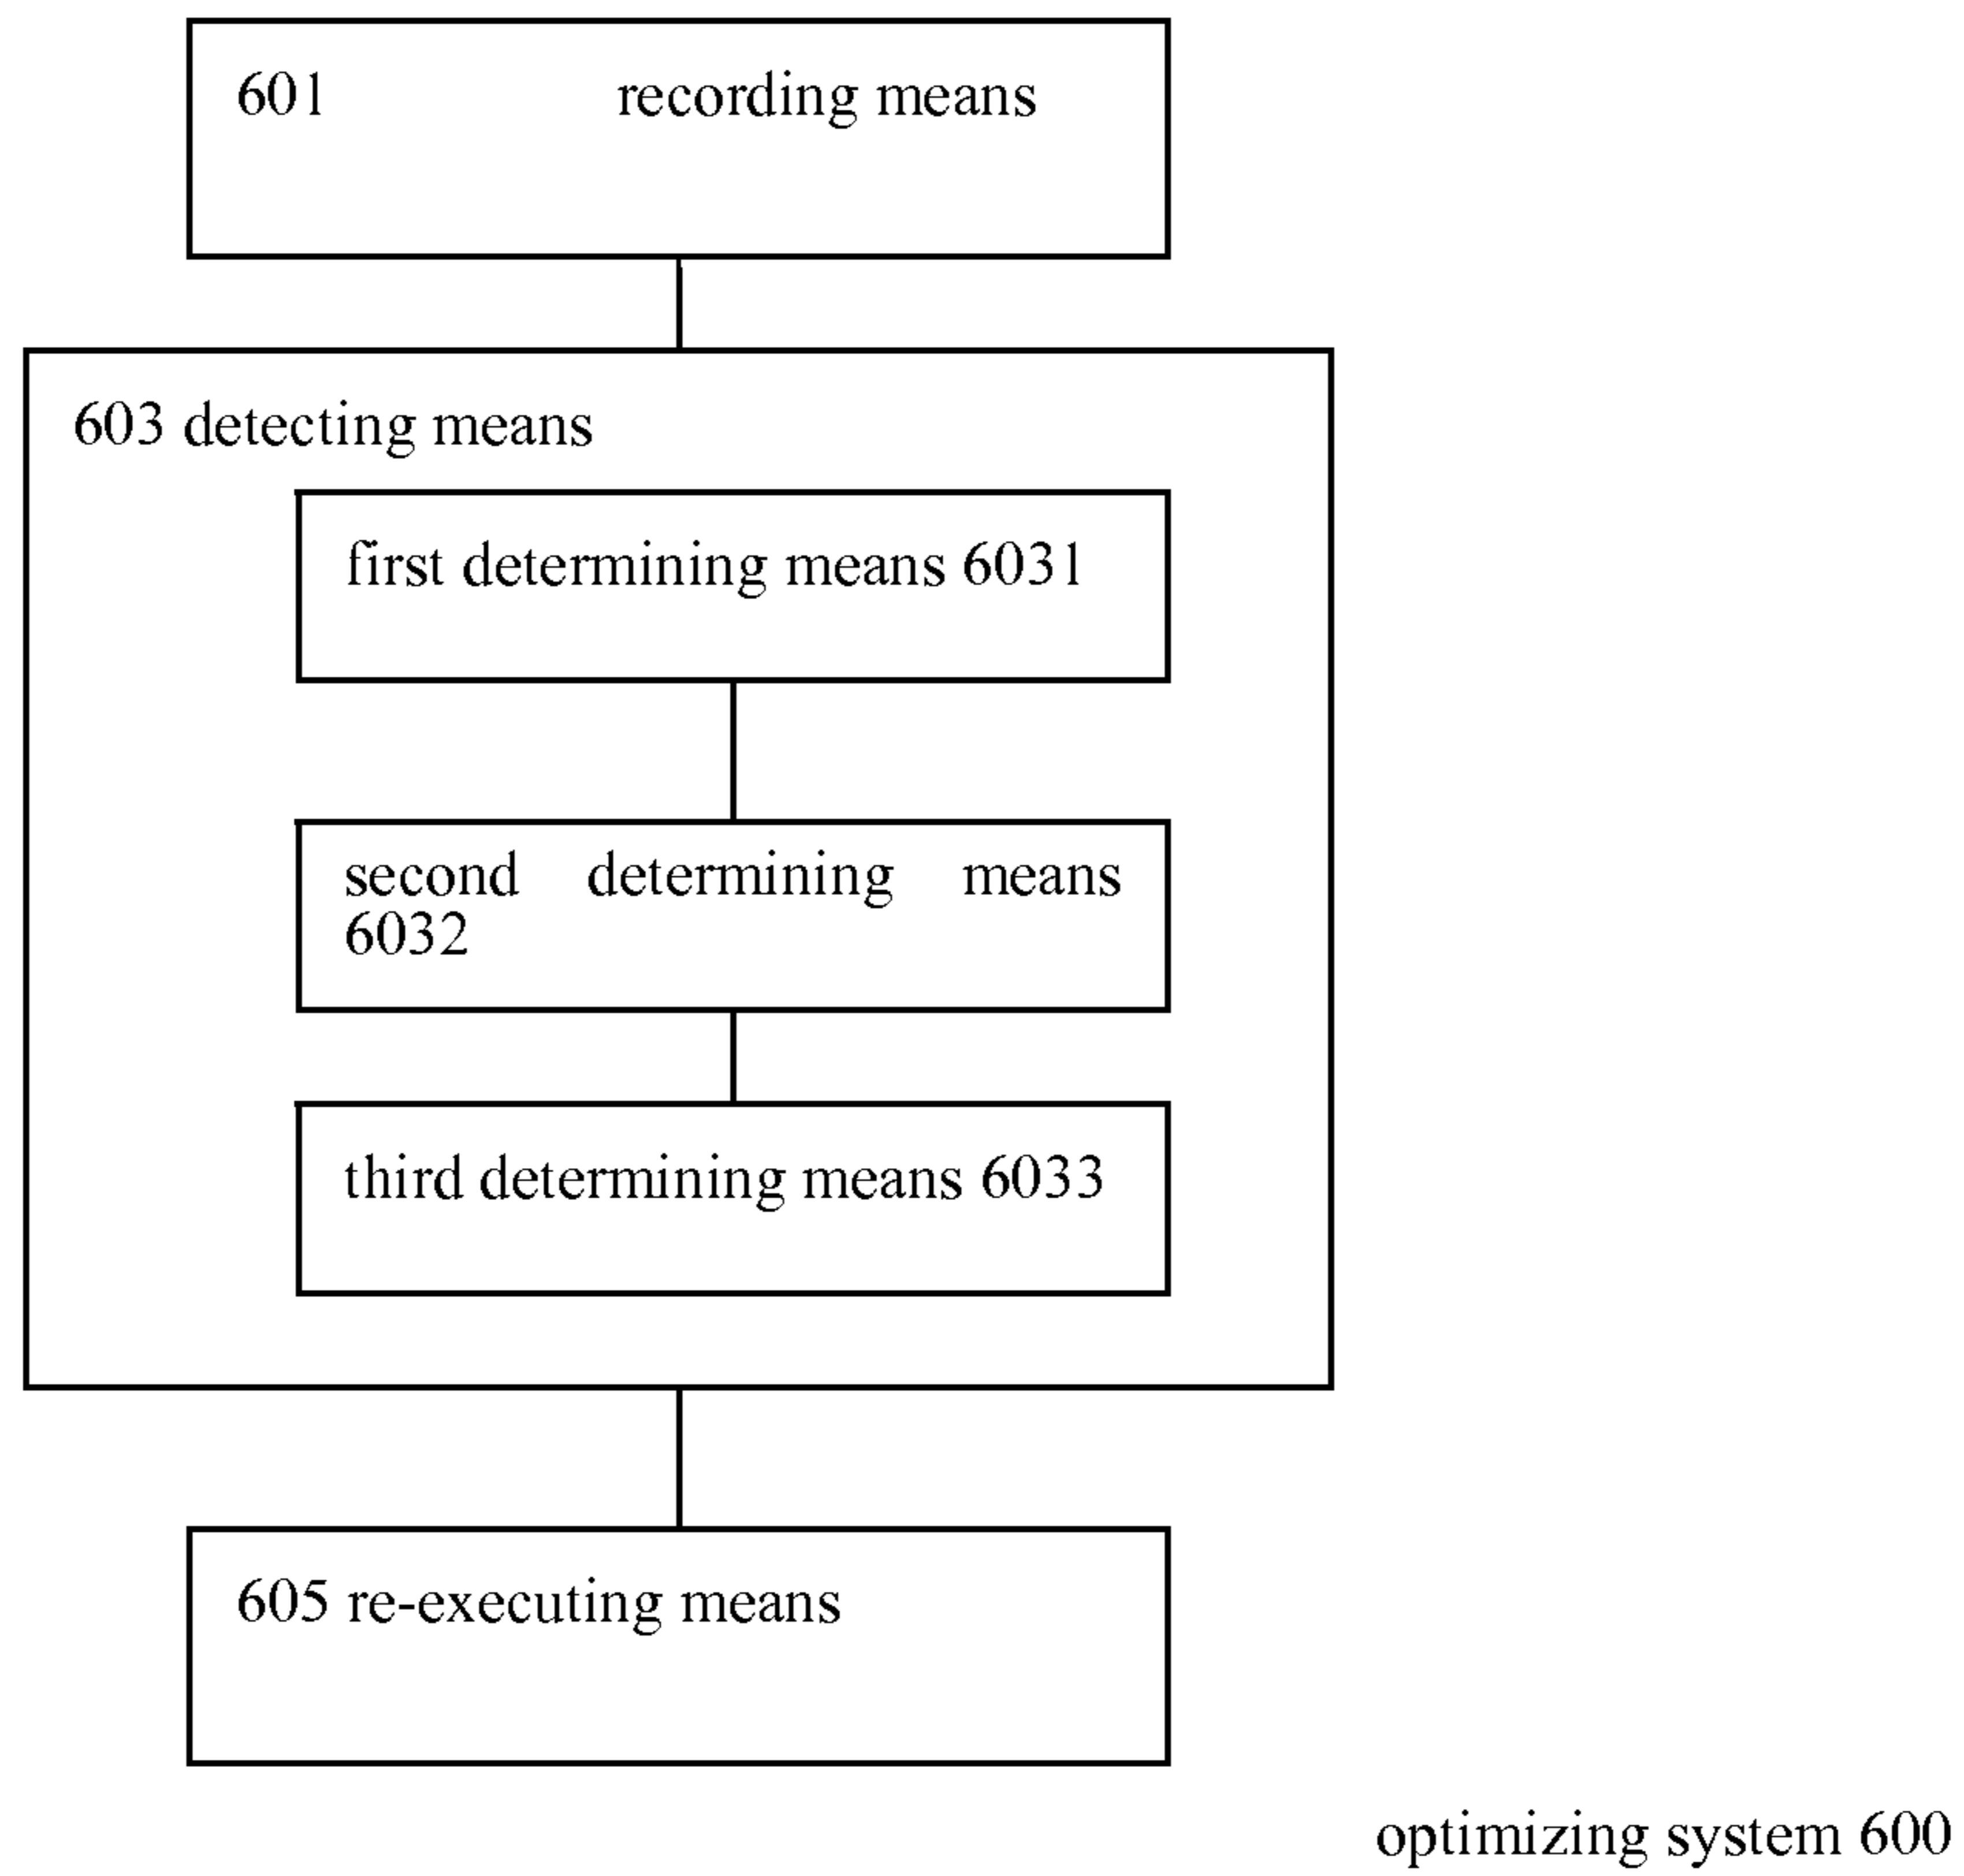 601 recording means
603 detecting means
first determining means 6031
second determining means
6032
third determining means 6033
605 re-executing means
optimizing system 600